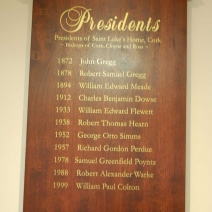 Presidents
Presidents of Saint Luke's Home, Cork
~ Bishops of Cork, Cloyne and Ross ~
1872 John Gregg
1878 Robert Samuel Gregg
1894 William Edward Meade
1912 Charles Benjamin Dowse
1933 William Edward Flewett
1938 Robert Thomas Hearn
1952 George Otto Simms
1957 Richard Gordon Perdue
1978 Samuel Greenfield Poyntz
1988 Robert Alexander Warke
1999 William Paul Colton